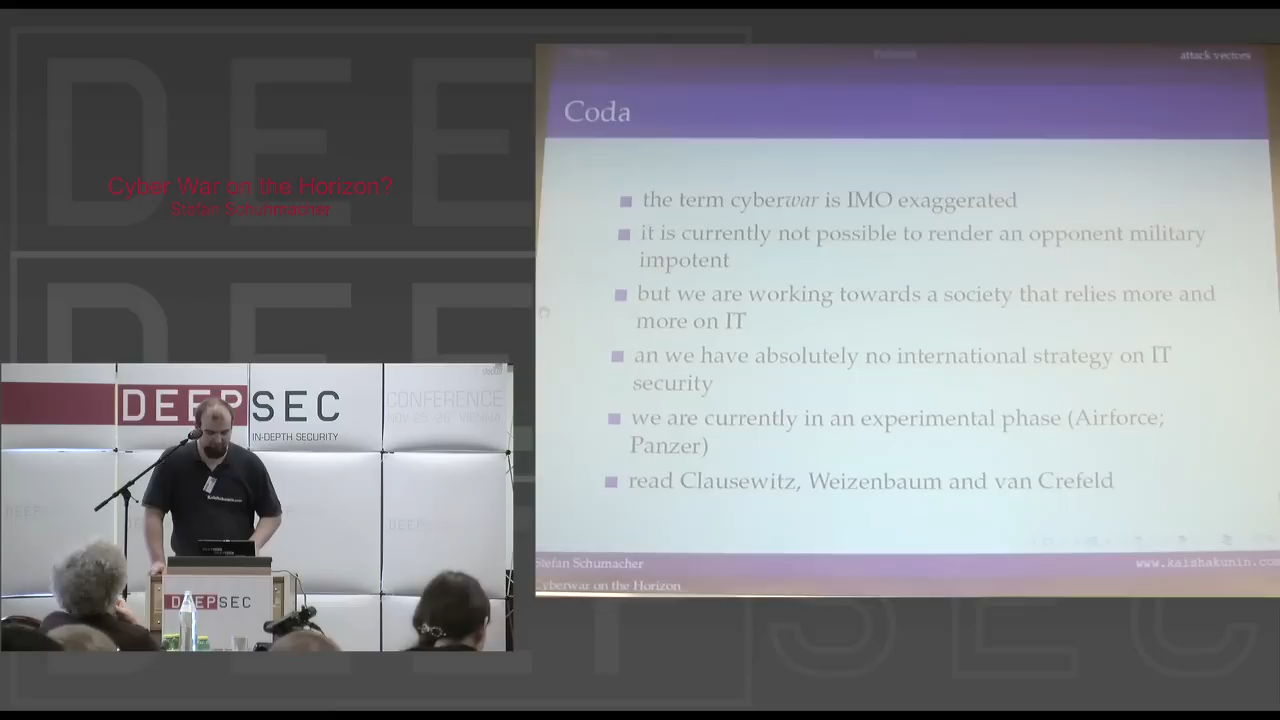 Cyber War on the Horizon?
Stefan Schumacher
attack vectors
Coda
the term cyberwar is IMO exaggerated
it is currently not possible to render an opponent military
impotent
but we are working towards a society that relies more and
more on IT
an we have absolutely no international strategy on IT
security
we are currently in an experimental phase (Airforce;
Panzer)
read Clausewitz, Weizenbaum and van Crefeld
Stefan Schumacher
www.kaishakunin.com
Cyberwar on the Horizon
DEEPSEC
IN-DEPTH SECURITY
CONFERENCE
DEEPSEC